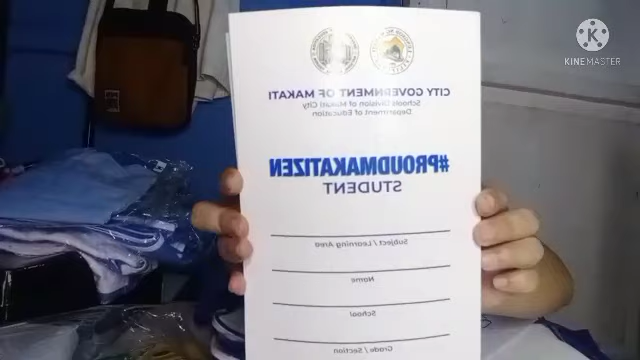 CITY GOVERNMENT OF MAKATI
Schools Division of Makati City
Department of Education
#PROUDMAKATIZEN
STUDENT
Subject / Learning Area
Name
School
Grade / Section
KINEMASTER